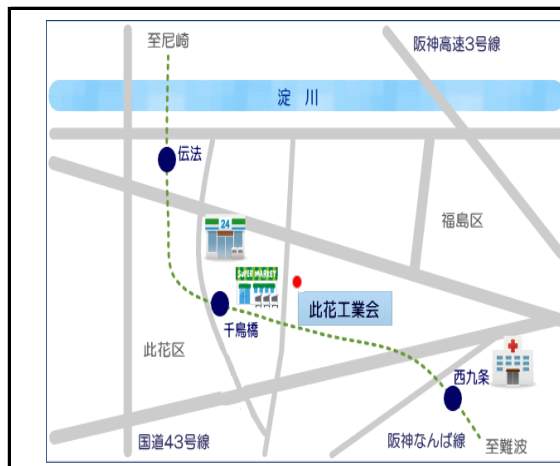 至尼崎
阪神高速3号線
淀川
伝法
福島区
24
SUPER MARKET
此花工業会
千鳥橋
此花区
西九条
国道43号線
阪神なんば線
至難波